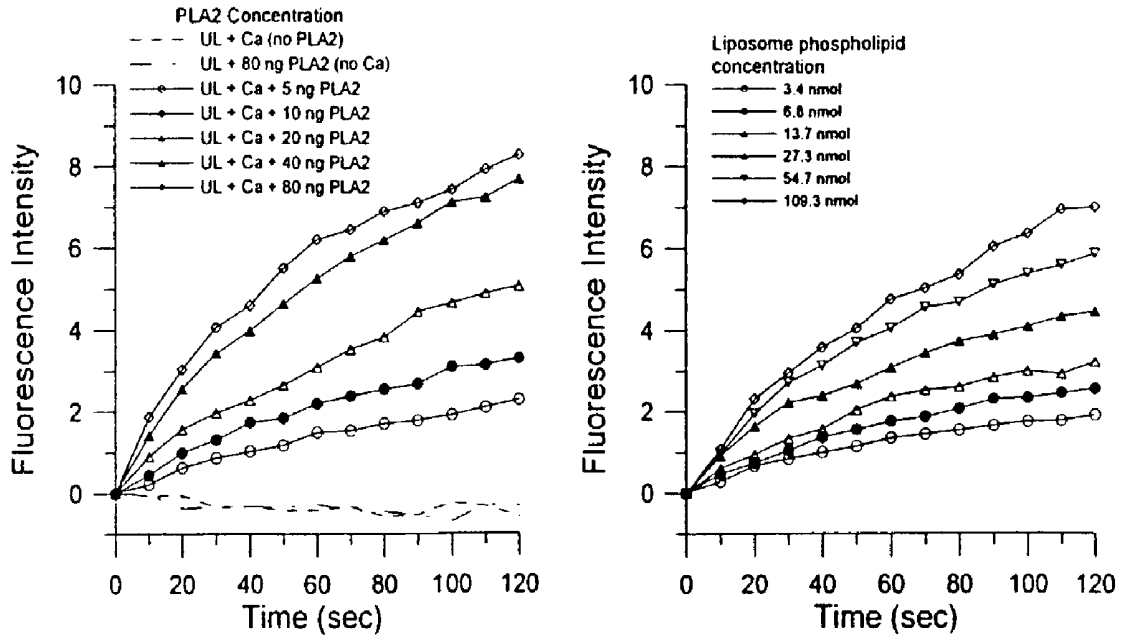 PLA2 Concentration
UL + Ca (no PLA2)
UL + 80 ng PLA2 (no Ca)
UL + Ca + 5 ng PLA2
UL + Ca + 10 ng PLA2
UL + Ca + 20 ng PLA2
UL + Ca + 40 ng PLA2
UL + Ca + 80 ng PLA2
Fluorescence Intensity
10
8
6
4
2
0
0 20 40 60 80 100 120
Time (sec)
Liposome phospholipid
concentration
3.4 nmol
6.8 nmol
13.7 nmol
27.3 nmol
54.7 nmol
109.3 nmol
Fluorescence Intensity
10
8
6
4
2
0
0 20 40 60 80 100 120
Time (sec)